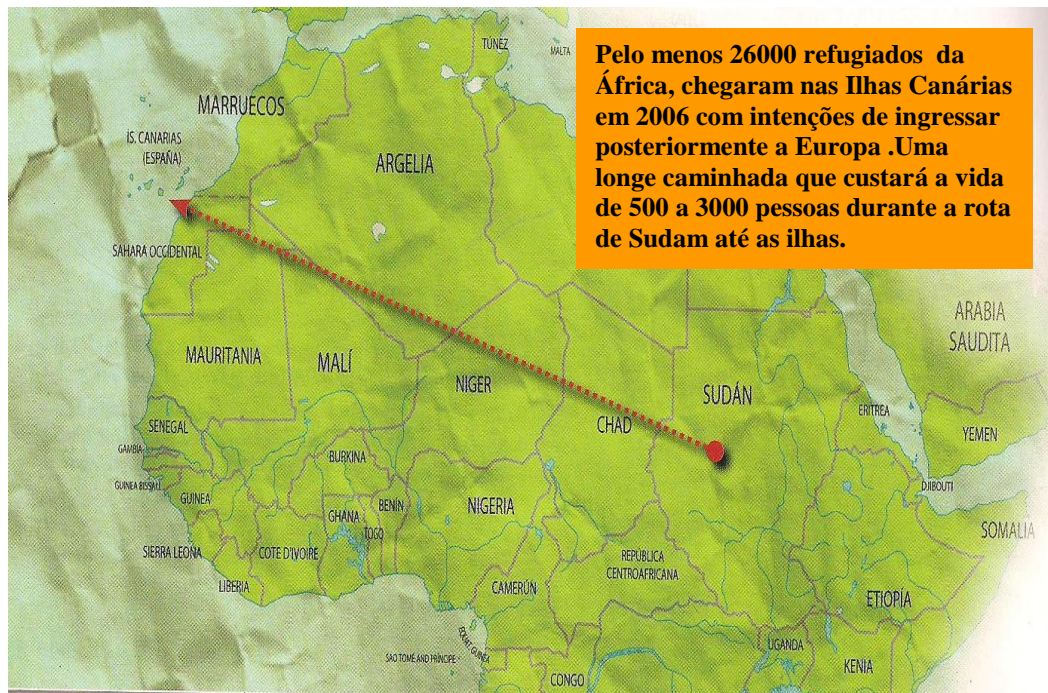 Pelo menos 26000 refugiados da
África, chegaram nas Ilhas Canárias
em 2006 com intenções de ingressar
posteriormente a Europa .Uma
longe caminhada que custará a vida
de 500 a 3000 pessoas durante a rota
de Sudam até as ilhas.
TÚNEZ
MALTA
MARRUECOS
IS. CANARIAS
(ESPAÑA)
ARGELIA
SAHARA OCCIDENTAL
ARABIA
SAUDITA
MAURITANIA
MALÍ
NIGER
SUDÁN
CHAD
ERITREA
YEMEN
SENEGAL
GAMBIA
BURKINA
GUINEA BISSAU
GUINEA
BENÍN
NIGERIA
DJIBOUTI
GHANA
TOGO
SOMALIA
SIERRA LEONA
COTE D'IVOIRE
REPÚBLICA
CENTROAFRICANA
LIBERIA
CAMERÚN
ETIOPÍA
EQUAT. GUINEA
SAO TOME AND PRÍNCIPE
UGANDA
KENIA
CONGO